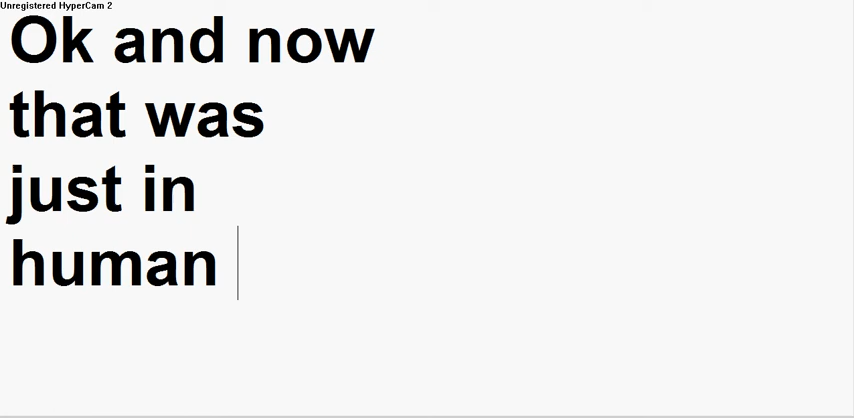 Unregistered HyperCam 2
Ok and now
that was
just in
human